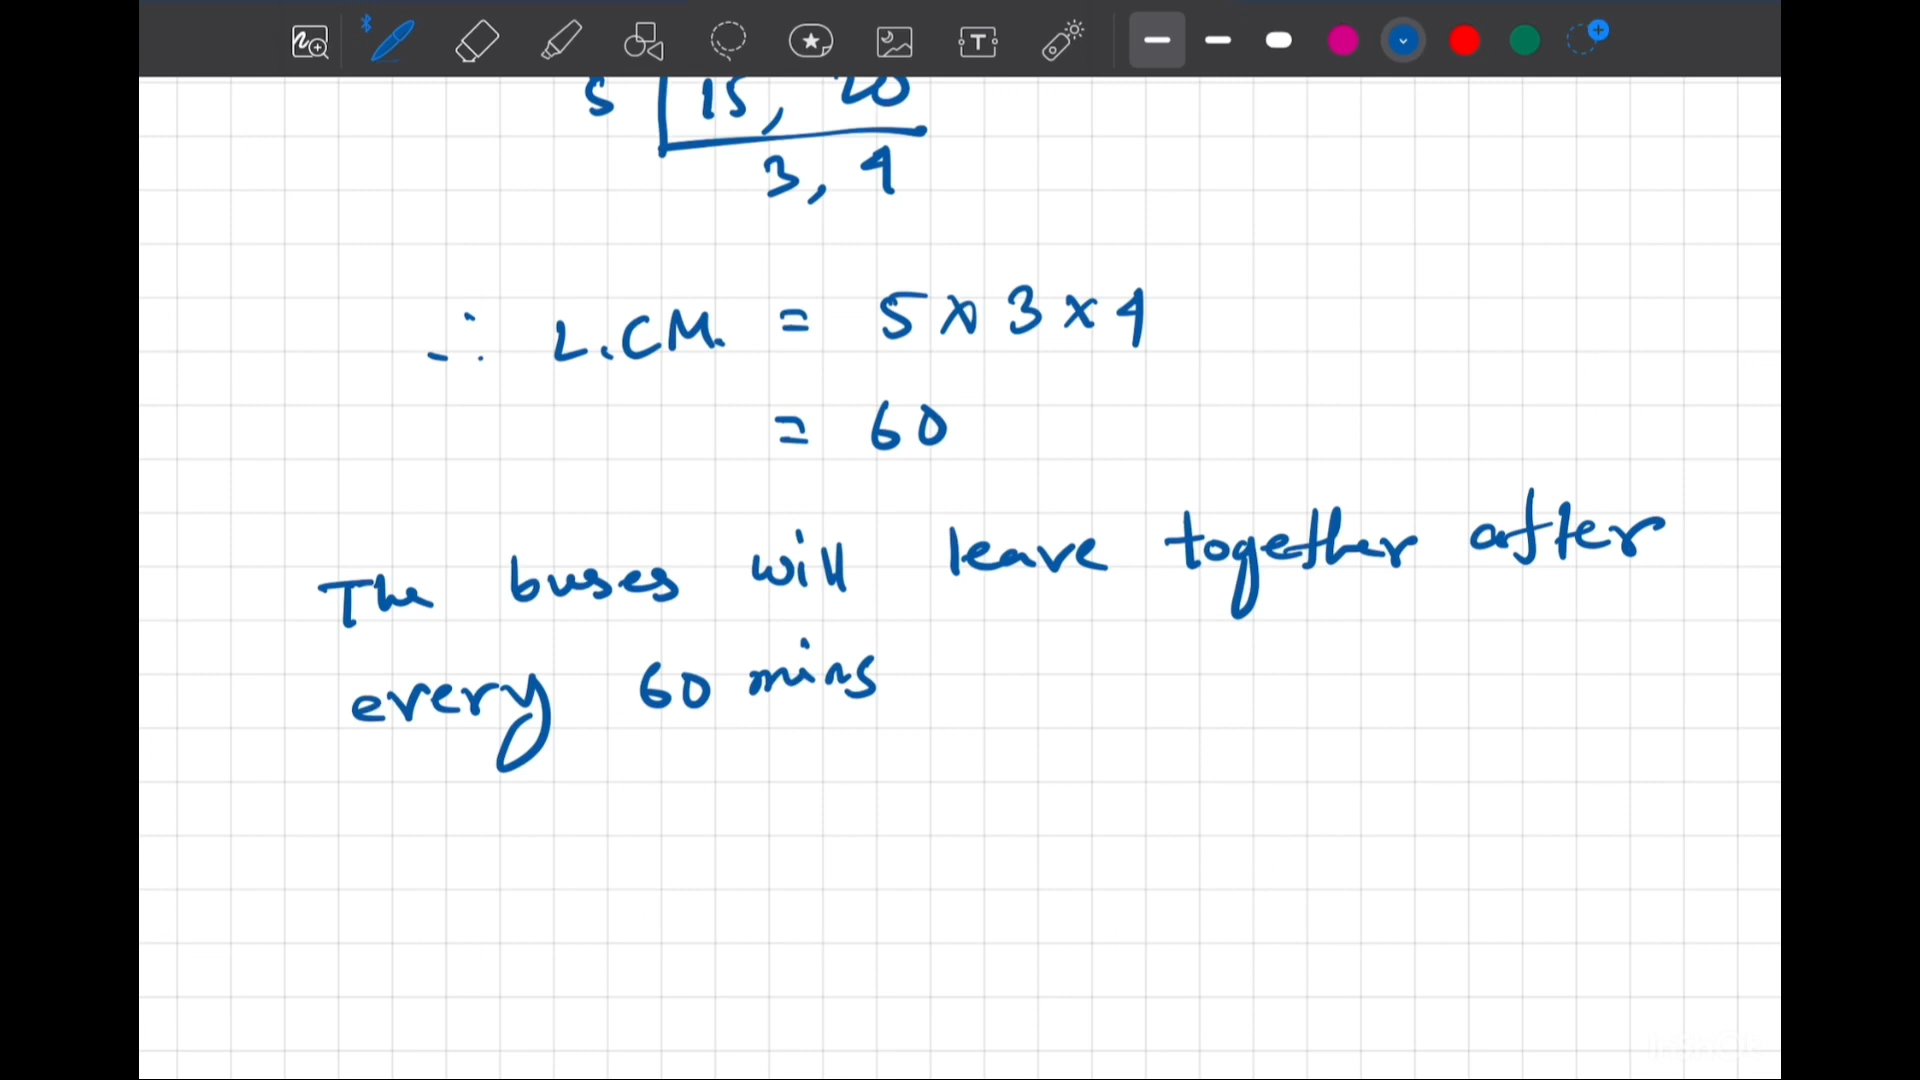 5 | 15, 20
3, 4
∴ L.C.M. = 5 × 3 × 4
= 60
The buses will leave together after
every 60 mins